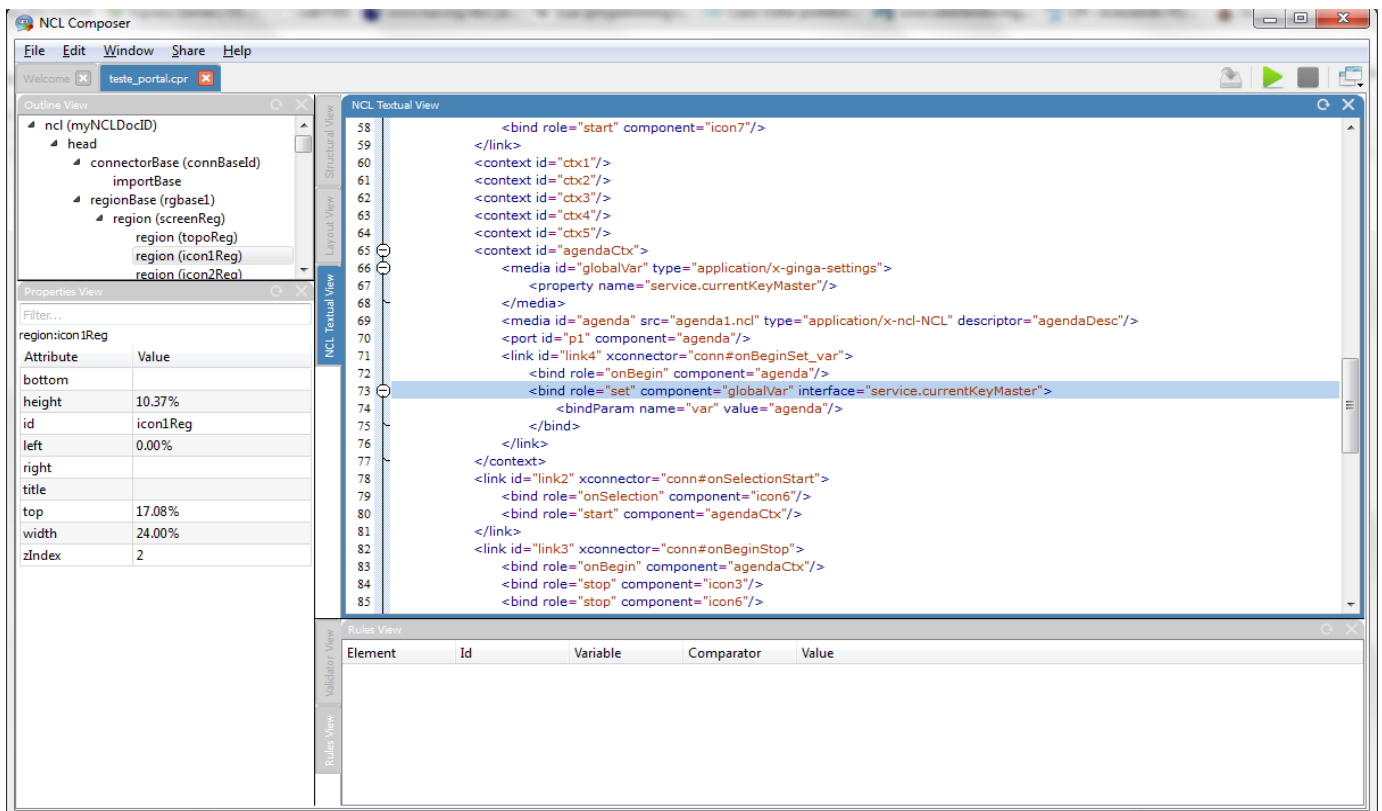 NCL Composer
File Edit Window Share Help
Welcome teste_portal.cpr
Outline View
ncl (myNCLDocID)
head
connectorBase (connBaseId)
importBase
regionBase (rgbase1)
region (screenReg)
region (topoReg)
region (icon1Reg)
region (icon2Reg)
Properties View
Filter...
region:icon1Reg
Attribute Value
bottom
height 10.37%
id icon1Reg
left 0.00%
right
title
top 17.08%
width 24.00%
zIndex 2
Structural View
Layout View
NCL Textual View
NCL Textual View
58 <bind role="start" component="icon7"/>
59 </link>
60 <context id="ctx1"/>
61 <context id="ctx2"/>
62 <context id="ctx3"/>
63 <context id="ctx4"/>
64 <context id="ctx5"/>
65 <context id="agendaCtx">
66 <media id="globalVar" type="application/x-ginga-settings">
67 <property name="service.currentKeyMaster"/>
68 </media>
69 <media id="agenda" src="agenda1.ncl" type="application/x-ncl-NCL" descriptor="agendaDesc"/>
70 <port id="p1" component="agenda"/>
71 <link id="link4" xconnector="conn#onBeginSet_var">
72 <bind role="onBegin" component="agenda"/>
73 <bind role="set" component="globalVar" interface="service.currentKeyMaster">
74 <bindParam name="var" value="agenda"/>
75 </bind>
76 </link>
77 </context>
78 <link id="link2" xconnector="conn#onSelectionStart">
79 <bind role="onSelection" component="icon6"/>
80 <bind role="start" component="agendaCtx"/>
81 </link>
82 <link id="link3" xconnector="conn#onBeginStop">
83 <bind role="onBegin" component="agendaCtx"/>
84 <bind role="stop" component="icon3"/>
85 <bind role="stop" component="icon6"/>
Validator View
Rules View
Rules View
Element Id Variable Comparator Value